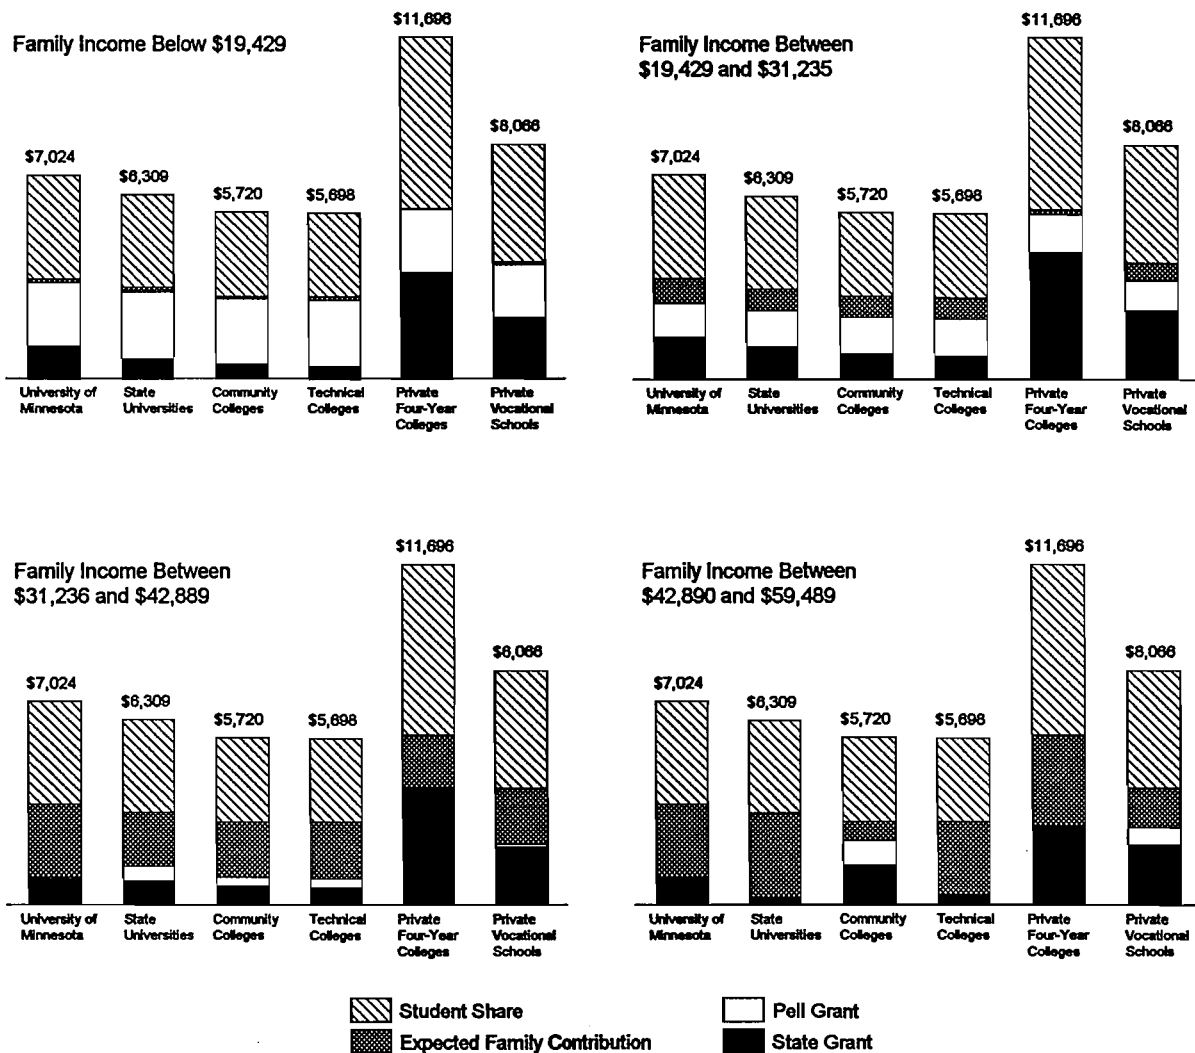 Family Income Below $19,429
$11,696
$8,066
$7,024
$6,309
$5,720
$5,698
University of
Minnesota
State
Universities
Community
Colleges
Technical
Colleges
Private
Four-Year
Colleges
Private
Vocational
Schools
Family Income Between
$19,429 and $31,235
$11,696
$8,066
$7,024
$6,309
$5,720
$5,698
University of
Minnesota
State
Universities
Community
Colleges
Technical
Colleges
Private
Four-Year
Colleges
Private
Vocational
Schools
Family Income Between
$31,236 and $42,889
$11,696
$8,066
$7,024
$6,309
$5,720
$5,698
University of
Minnesota
State
Universities
Community
Colleges
Technical
Colleges
Private
Four-Year
Colleges
Private
Vocational
Schools
Family Income Between
$42,890 and $59,489
$11,696
$8,066
$7,024
$6,309
$5,720
$5,698
University of
Minnesota
State
Universities
Community
Colleges
Technical
Colleges
Private
Four-Year
Colleges
Private
Vocational
Schools
Student Share
Pell Grant
Expected Family Contribution
State Grant